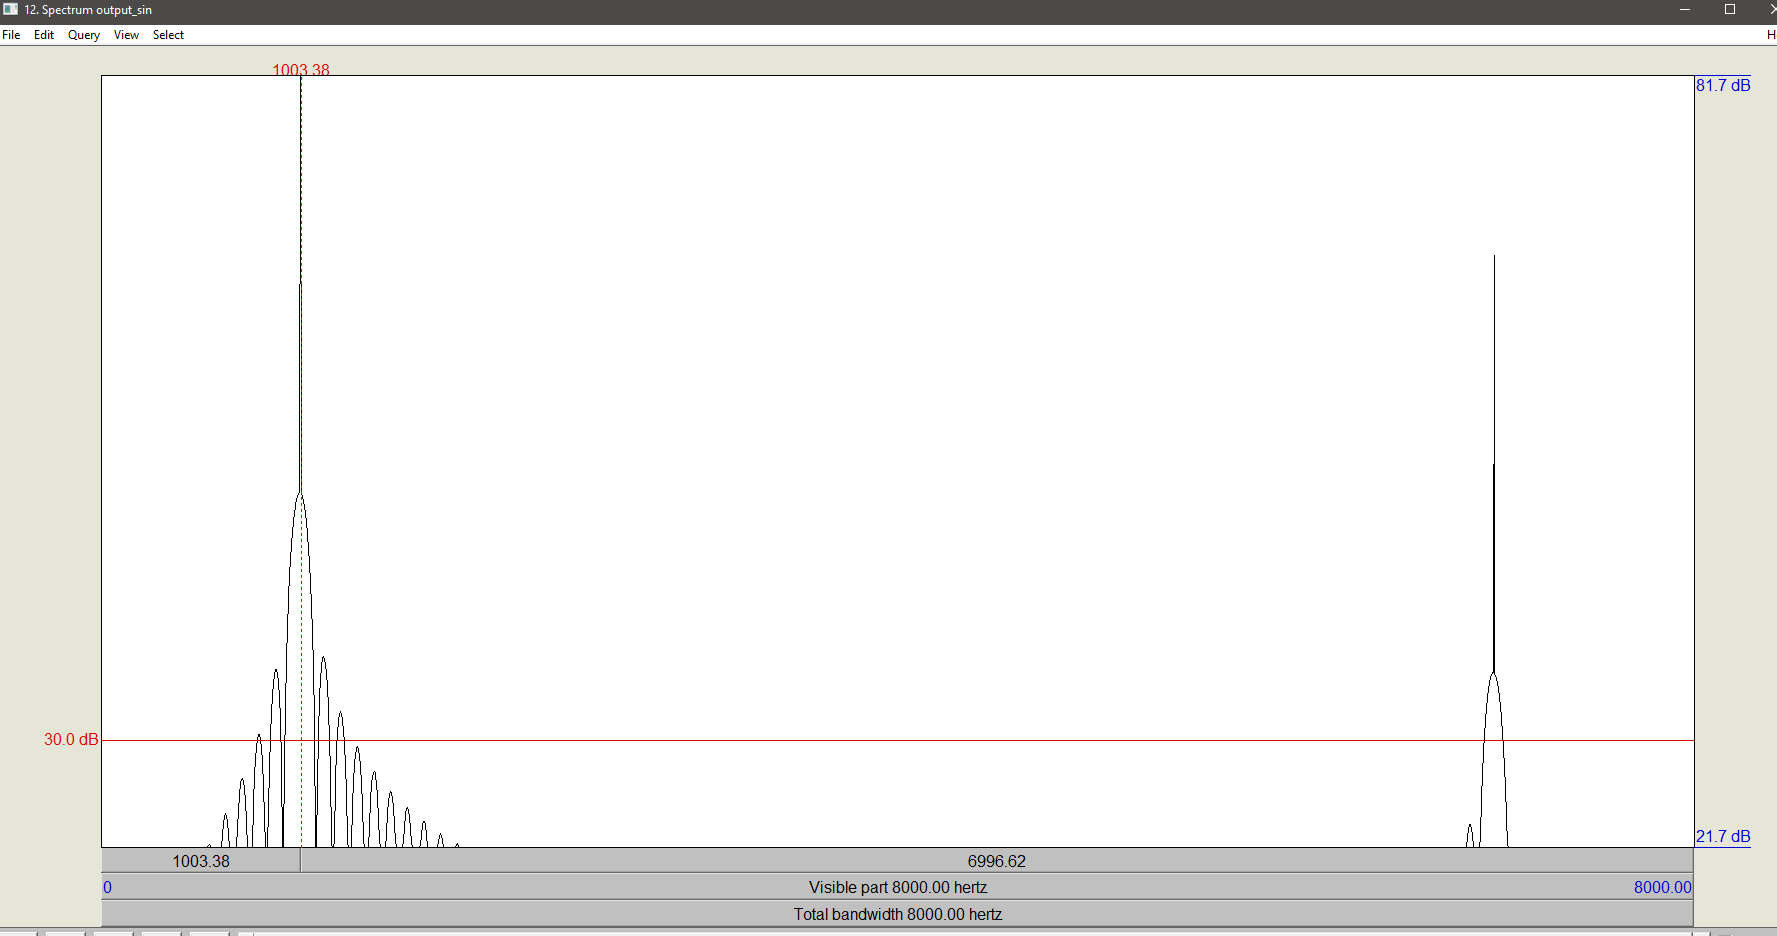 12. Spectrum output_sin
File Edit Query View Select H
1003.38
81.7 dB
30.0 dB
21.7 dB
1003.38 6996.62
0 Visible part 8000.00 hertz 8000.00
Total bandwidth 8000.00 hertz